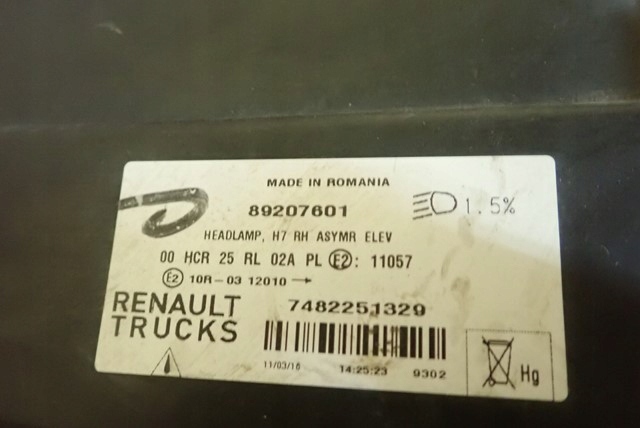 MADE IN ROMANIA
89207601
1.5%
HEADLAMP, H7 RH ASYMR ELEV
00 HCR 25 RL 02A PL E2: 11057
E2 10R-03 12010 →
RENAULT TRUCKS
7482251329
11/03/16 14:25:23 9302
Hg